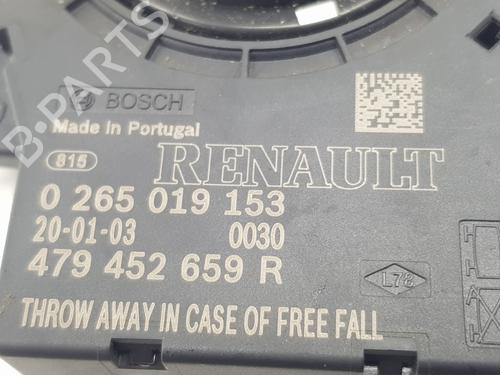 BOSCH
Made in Portugal
815
RENAULT
0 265 019 153
20-01-03 0030
479 452 659 R
L78
THROW AWAY IN CASE OF FREE FALL
B-PARTS